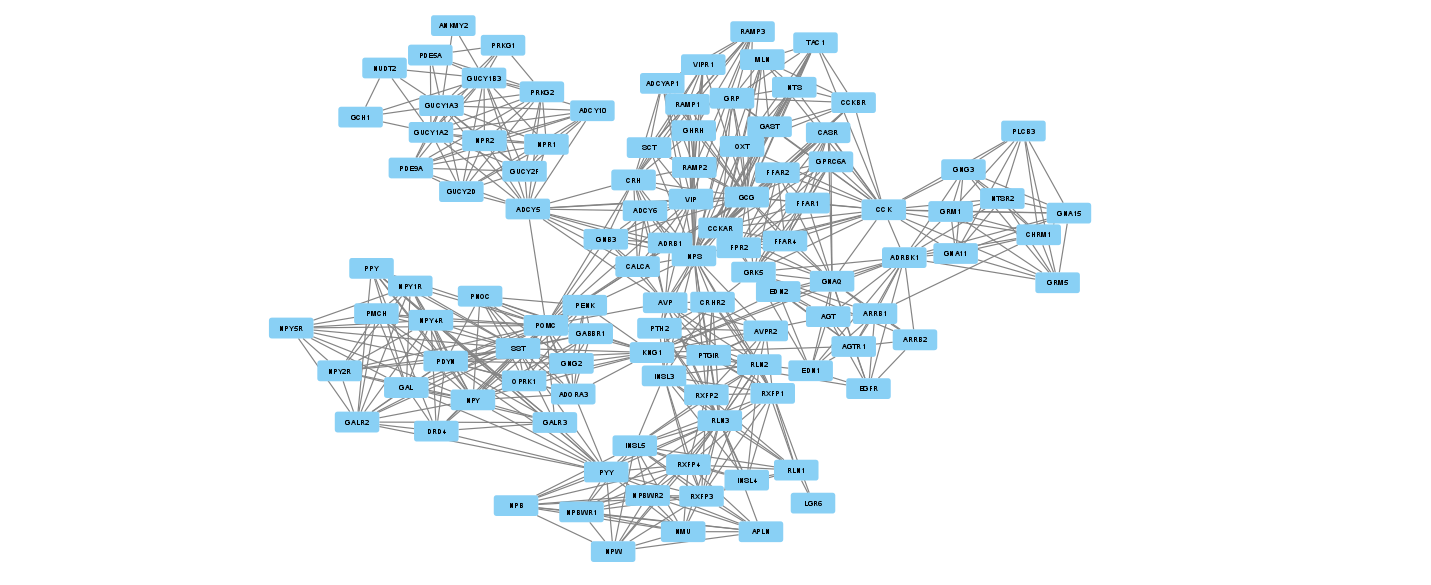 ANKMY2
RAMP3
PRKG1
TAC1
PDE5A
MLN
VIPR1
NUDT2
GUCY1B3
ADCYAP1
NTS
PRKG2
GRP
CCKBR
RAMP1
GUCY1A3
ADCY10
GCH1
GAST
GHRH
PLCB3
GUCY1A2
CASR
NPR2
NPR1
OXT
SCT
GPRC6A
PDE9A
RAMP2
GNG3
GUCY2F
FFAR2
CRH
GUCY2D
GCG
NTSR2
VIP
FFAR1
ADCY5
ADCY6
CCK
GRM1
GNA15
CCKAR
CHRM1
GNB3
ADRB1
FPR2
FFAR4
NPS
GNA11
ADRBK1
CALCA
PPY
GRK5
GNAQ
GRM5
NPY1R
EDN2
PNOC
AVP
CRHR2
PENK
PMCH
AGT
ARRB1
NPY4R
NPY5R
POMC
PTH2
AVPR2
GABBR1
ARRB2
SST
AGTR1
KNG1
PTGIR
PDYN
GNG2
RLN2
NPY2R
EDN1
INSL3
OPRK1
GAL
EGFR
ADORA3
RXFP2
RXFP1
NPY
GALR2
GALR3
RLN3
DRD4
INSL5
RXFP4
PYY
RLN1
INSL4
NPBWR2
RXFP3
LGR6
NPB
NPBWR1
NMU
APLN
NPW